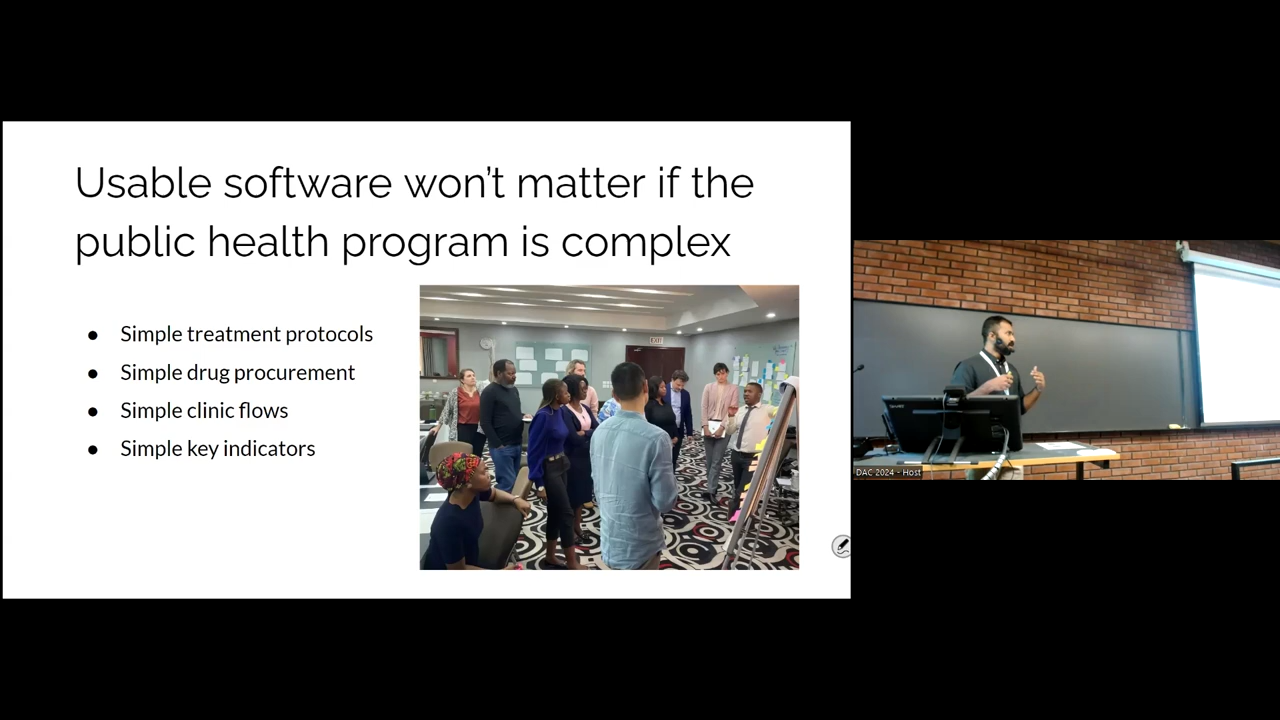 Usable software won't matter if the
public health program is complex
● Simple treatment protocols
● Simple drug procurement
● Simple clinic flows
● Simple key indicators
EXIT
DAC 2024 - Host